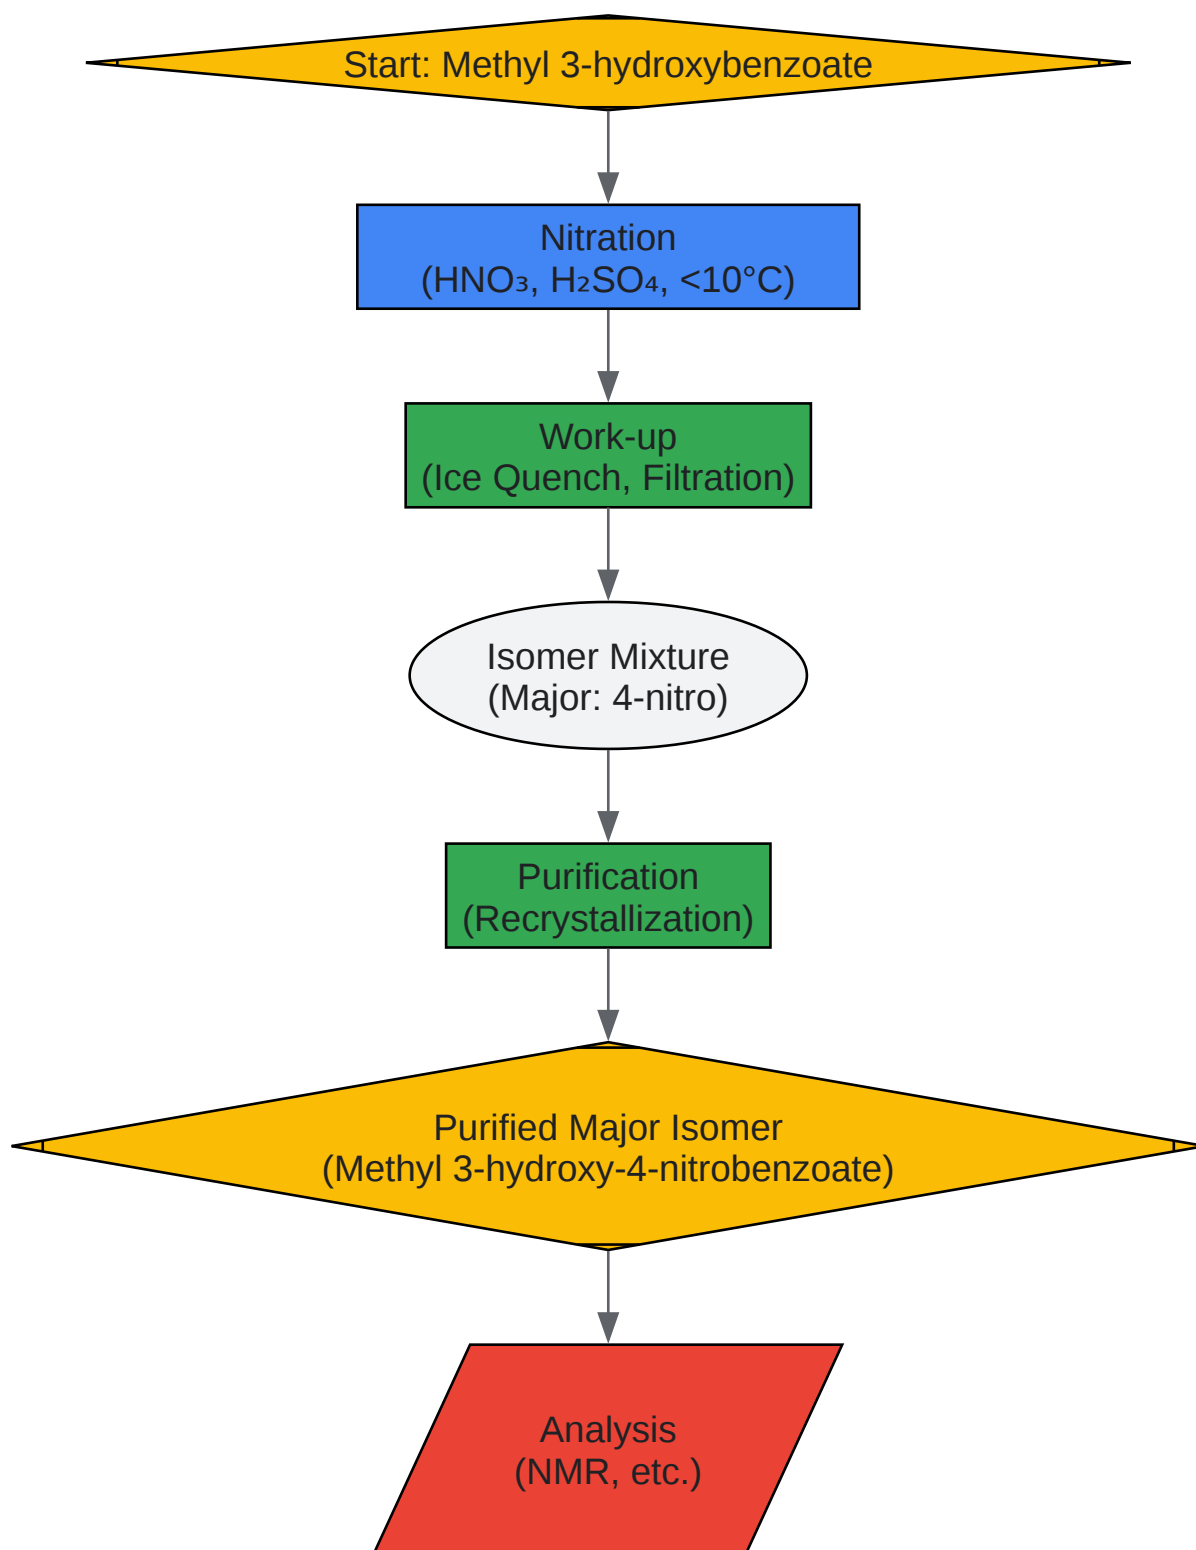 Start: Methyl 3-hydroxybenzoate
Nitration
(HNO₃, H₂SO₄, <10°C)
Work-up
(Ice Quench, Filtration)
Isomer Mixture
(Major: 4-nitro)
Purification
(Recrystallization)
Purified Major Isomer
(Methyl 3-hydroxy-4-nitrobenzoate)
Analysis
(NMR, etc.)